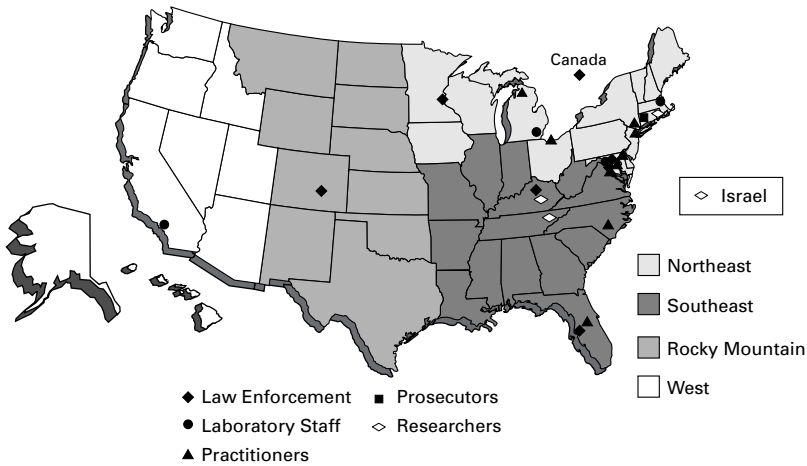 Canada
Israel
Northeast
Southeast
Rocky Mountain
West
Law Enforcement
Prosecutors
Laboratory Staff
Researchers
Practitioners